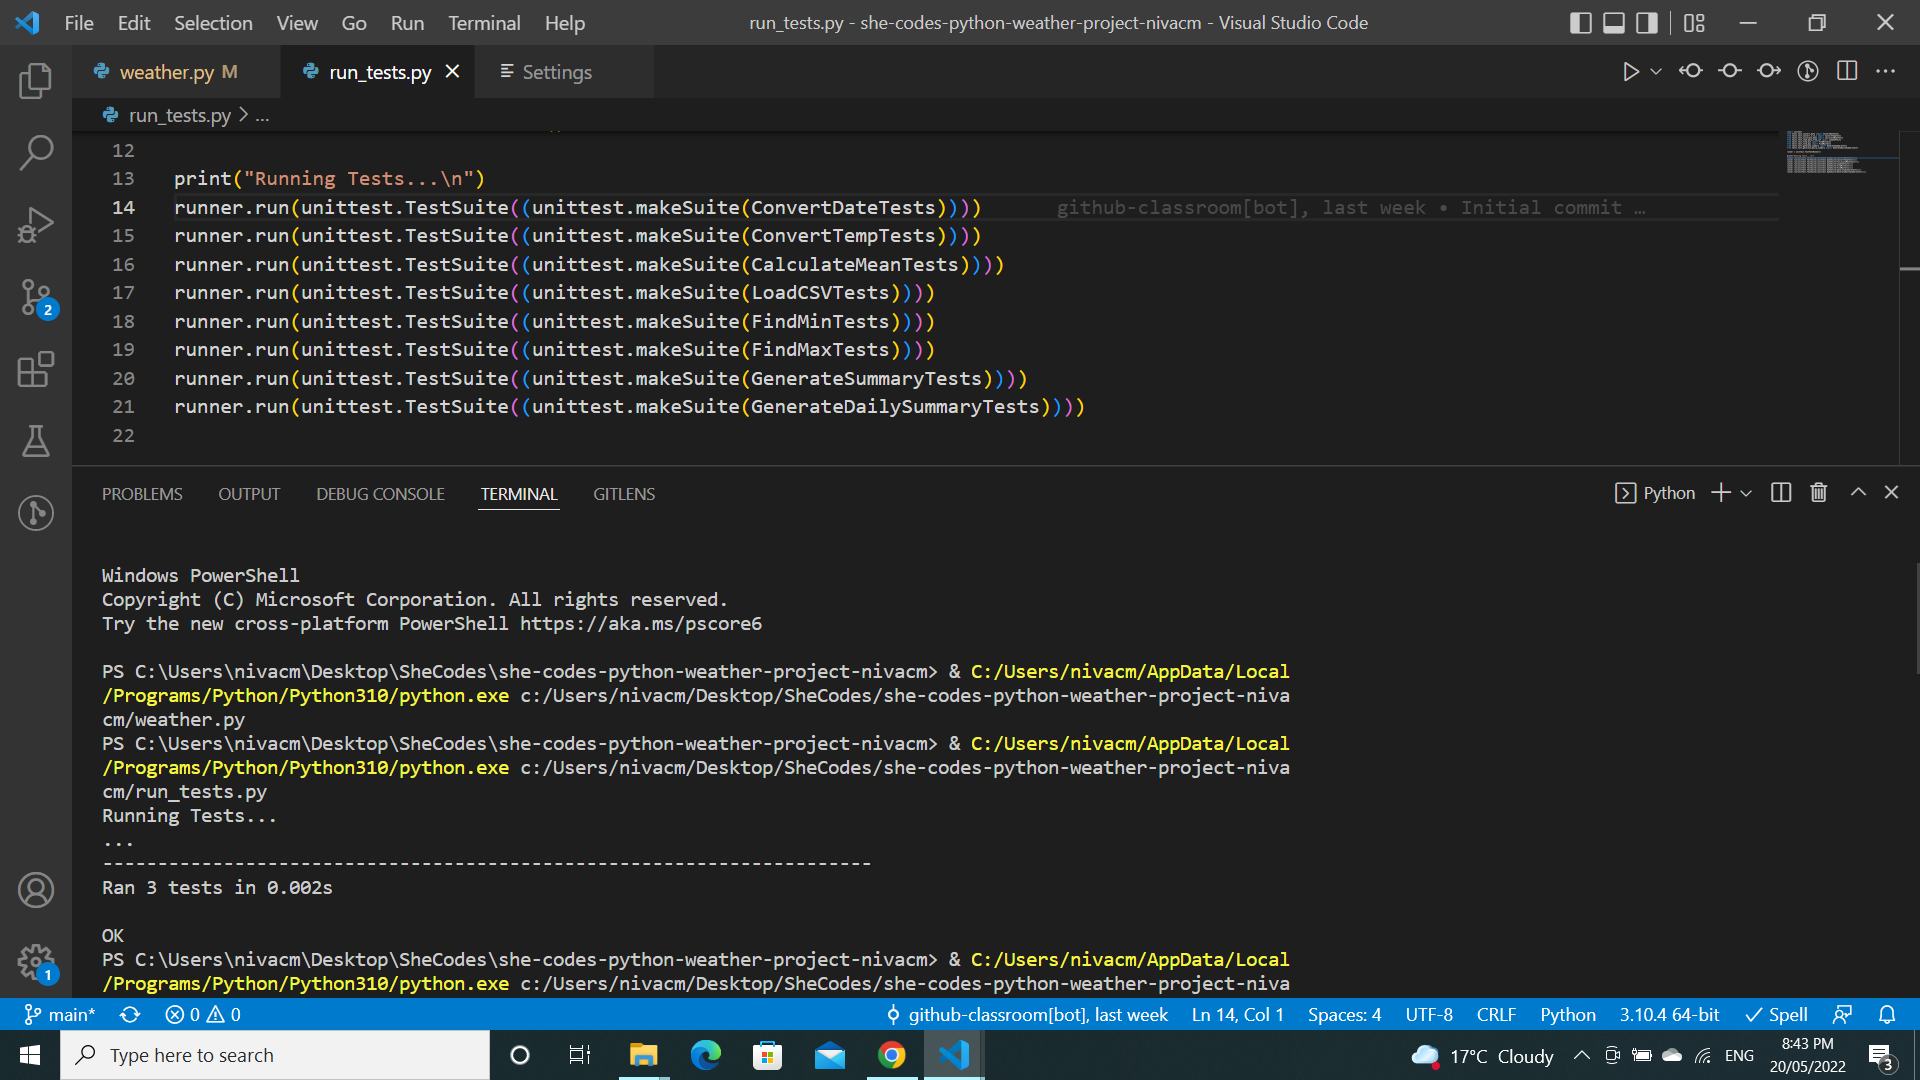 File Edit Selection View Go Run Terminal Help
run_tests.py - she-codes-python-weather-project-nivacm - Visual Studio Code
weather.py M
run_tests.py
Settings
run_tests.py > ...
12
13 print("Running Tests...\n")
14 runner.run(unittest.TestSuite((unittest.makeSuite(ConvertDateTests)))) github-classroom[bot], last week • Initial commit …
15 runner.run(unittest.TestSuite((unittest.makeSuite(ConvertTempTests))))
16 runner.run(unittest.TestSuite((unittest.makeSuite(CalculateMeanTests))))
17 runner.run(unittest.TestSuite((unittest.makeSuite(LoadCSVTests))))
18 runner.run(unittest.TestSuite((unittest.makeSuite(FindMinTests))))
19 runner.run(unittest.TestSuite((unittest.makeSuite(FindMaxTests))))
20 runner.run(unittest.TestSuite((unittest.makeSuite(GenerateSummaryTests))))
21 runner.run(unittest.TestSuite((unittest.makeSuite(GenerateDailySummaryTests))))
22
2
PROBLEMS OUTPUT DEBUG CONSOLE TERMINAL GITLENS
Python
Windows PowerShell
Copyright (C) Microsoft Corporation. All rights reserved.
Try the new cross-platform PowerShell https://aka.ms/pscore6
PS C:\Users\nivacm\Desktop\SheCodes\she-codes-python-weather-project-nivacm> & C:/Users/nivacm/AppData/Local
/Programs/Python/Python310/python.exe c:/Users/nivacm/Desktop/SheCodes/she-codes-python-weather-project-niva
cm/weather.py
PS C:\Users\nivacm\Desktop\SheCodes\she-codes-python-weather-project-nivacm> & C:/Users/nivacm/AppData/Local
/Programs/Python/Python310/python.exe c:/Users/nivacm/Desktop/SheCodes/she-codes-python-weather-project-niva
cm/run_tests.py
Running Tests...
...
----------------------------------------------------------------------
Ran 3 tests in 0.002s
OK
PS C:\Users\nivacm\Desktop\SheCodes\she-codes-python-weather-project-nivacm> & C:/Users/nivacm/AppData/Local
/Programs/Python/Python310/python.exe c:/Users/nivacm/Desktop/SheCodes/she-codes-python-weather-project-niva
1
main* 0 0 github-classroom[bot], last week Ln 14, Col 1 Spaces: 4 UTF-8 CRLF Python 3.10.4 64-bit Spell
Type here to search
17°C Cloudy
ENG
8:43 PM
20/05/2022
3